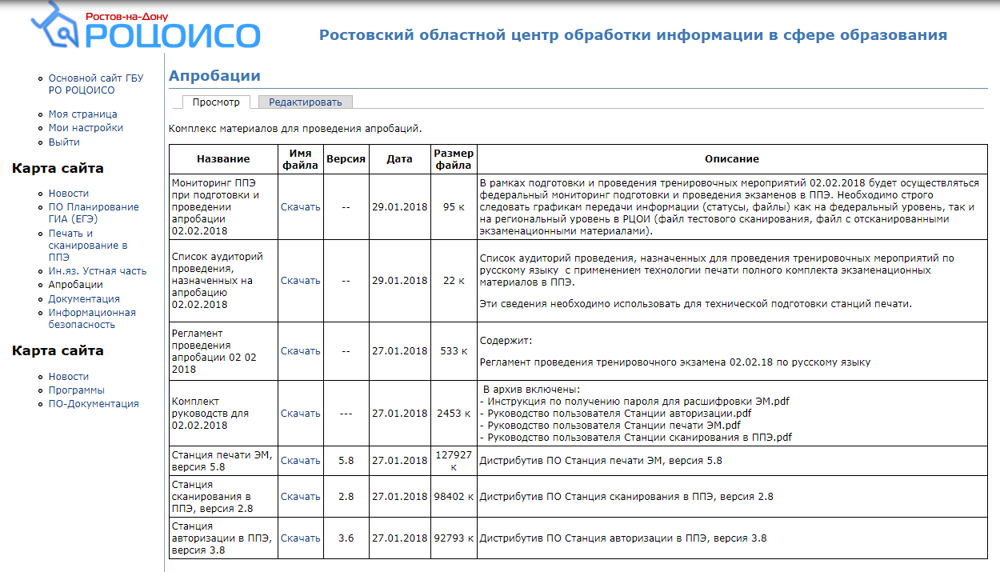 Ростов-на-Дону
РОЦОИСО
Ростовский областной центр обработки информации в сфере образования
Основной сайт ГБУ
РО РОЦОИСО
Моя страница
Мои настройки
Выйти
Карта сайта
Новости
ПО Планирование
ГИА (ЕГЭ)
Печать и
сканирование в
ППЭ
Ин.яз. Устная часть
Апробации
Документация
Информационная
безопасность
Карта сайта
Новости
Программы
ПО-Документация
Апробации
Просмотр
Редактировать
Комплекс материалов для проведения апробаций.
Название
Имя
файла
Версия
Дата
Размер
файла
Описание
Мониторинг ППЭ
при подготовки и
проведении
апробации
02.02.2018
Скачать
--
29.01.2018
95 к
В рамках подготовки и проведения тренировочных мероприятий 02.02.2018 будет осуществляться
федеральный мониторинг подготовки и проведения экзаменов в ППЭ. Необходимо строго
следовать графикам передачи информации (статусы, файлы) как на федеральный уровень, так и
на региональный уровень в РЦОИ (файл тестового сканирования, файл с отсканированными
экзаменационными материалами).
Список аудиторий
проведения,
назначенных на
апробацию
02.02.2018
Скачать
--
29.01.2018
22 к
Список аудиторий проведения, назначенных для проведения тренировочных мероприятий по
русскому языку  с применением технологии печати полного комплекта экзаменационных
материалов в ППЭ.
Эти сведения необходимо использовать для технической подготовки станций печати.
Регламент
проведения
апробации 02 02
2018
Скачать
--
27.01.2018
533 к
Содержит:
Регламент проведения тренировочного экзамена 02.02.18 по русскому языку
Комплект
руководств для
02.02.2018
Скачать
---
27.01.2018
2453 к
В архив включены:
- Инструкция по получению пароля для расшифровки ЭМ.pdf
- Руководство пользователя Станции авторизации.pdf
- Руководство пользователя Станции печати ЭМ.pdf
- Руководство пользователя Станции сканирования в ППЭ.pdf
Станция печати ЭМ,
версия 5.8
Скачать
5.8
27.01.2018
127927
к
Дистрибутив ПО Станция печати ЭМ, версия 5.8
Станция
сканирования в
ППЭ, версия 2.8
Скачать
2.8
27.01.2018
98402 к
Дистрибутив ПО Станция сканирования в ППЭ, версия 2.8
Станция
авторизации в ППЭ,
версия 3.8
Скачать
3.6
27.01.2018
92793 к
Дистрибутив ПО Станция авторизации в ППЭ, версия 3.8